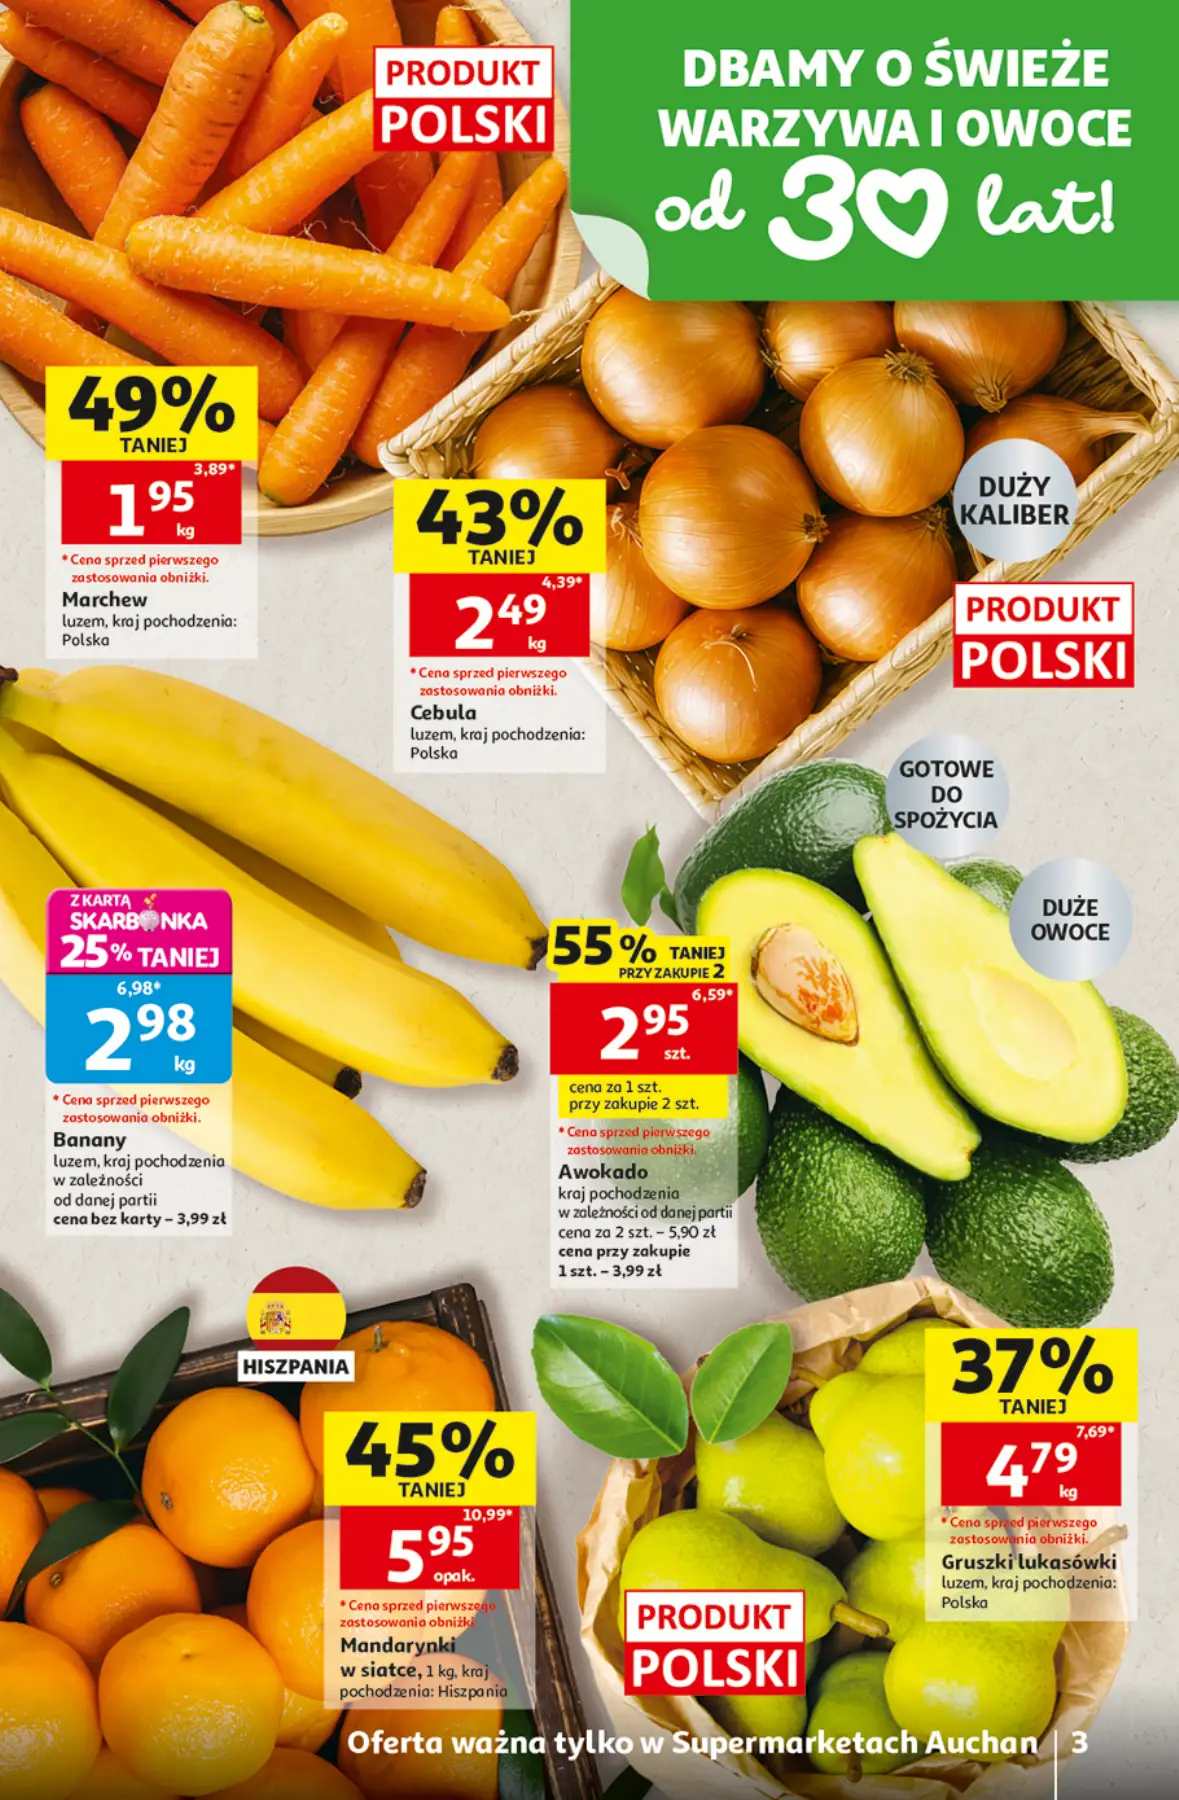 DBAMY O ŚWIEŻE
WARZYWA I OWOCE
od 30 lat!
PRODUKT
POLSKI
49%
TANIEJ
3,89*
1 95
kg
* Cena sprzed pierwszego
zastosowania obniżki.
Marchew
luzem, kraj pochodzenia:
Polska
43%
TANIEJ
4,39*
2 49
kg
* Cena sprzed pierwszego
zastosowania obniżki.
Cebula
luzem, kraj pochodzenia:
Polska
DUŻY
KALIBER
PRODUKT
POLSKI
Z KARTĄ
SKARBONKA
25% TANIEJ
6,98*
2 98
kg
* Cena sprzed pierwszego
zastosowania obniżki.
Banany
luzem, kraj pochodzenia
w zależności
od danej partii
cena bez karty – 3,99 zł
GOTOWE
DO
SPOŻYCIA
DUŻE
OWOCE
55% TANIEJ
PRZY ZAKUPIE 2
6,59*
2 95
szt.
cena za 1 szt.
przy zakupie 2 szt.
* Cena sprzed pierwszego
zastosowania obniżki.
Awokado
kraj pochodzenia
w zależności od danej partii
cena za 2 szt. – 5,90 zł
cena przy zakupie
1 szt. – 3,99 zł
HISZPANIA
45%
TANIEJ
10,99*
5 95
opak.
* Cena sprzed pierwszego
zastosowania obniżki.
Mandarynki
w siatce, 1 kg, kraj
pochodzenia: Hiszpania
37%
TANIEJ
7,69*
4 79
kg
* Cena sprzed pierwszego
zastosowania obniżki.
Gruszki lukasówki
luzem, kraj pochodzenia:
Polska
PRODUKT
POLSKI
Oferta ważna tylko w Supermarketach Auchan | 3